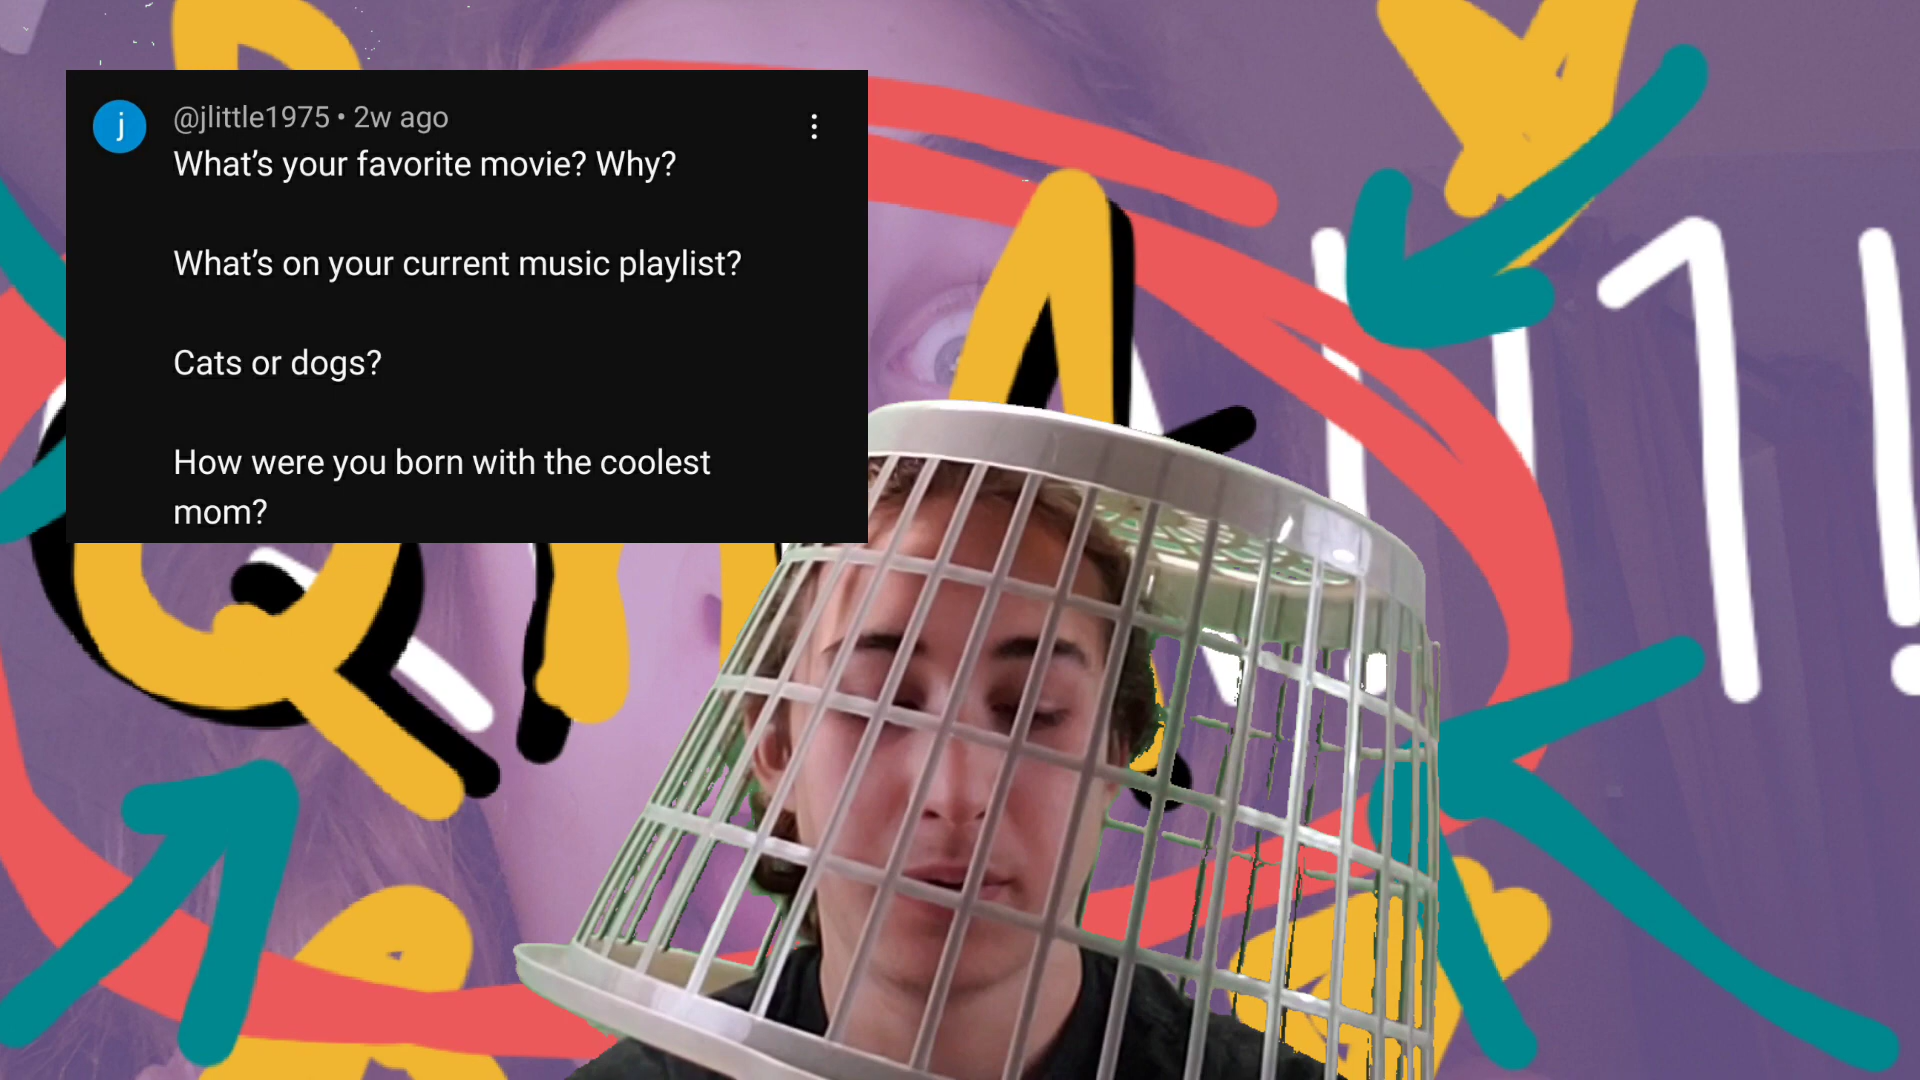 j
@jlittle1975 • 2w ago
What's your favorite movie? Why?
What's on your current music playlist?
Cats or dogs?
How were you born with the coolest
mom?